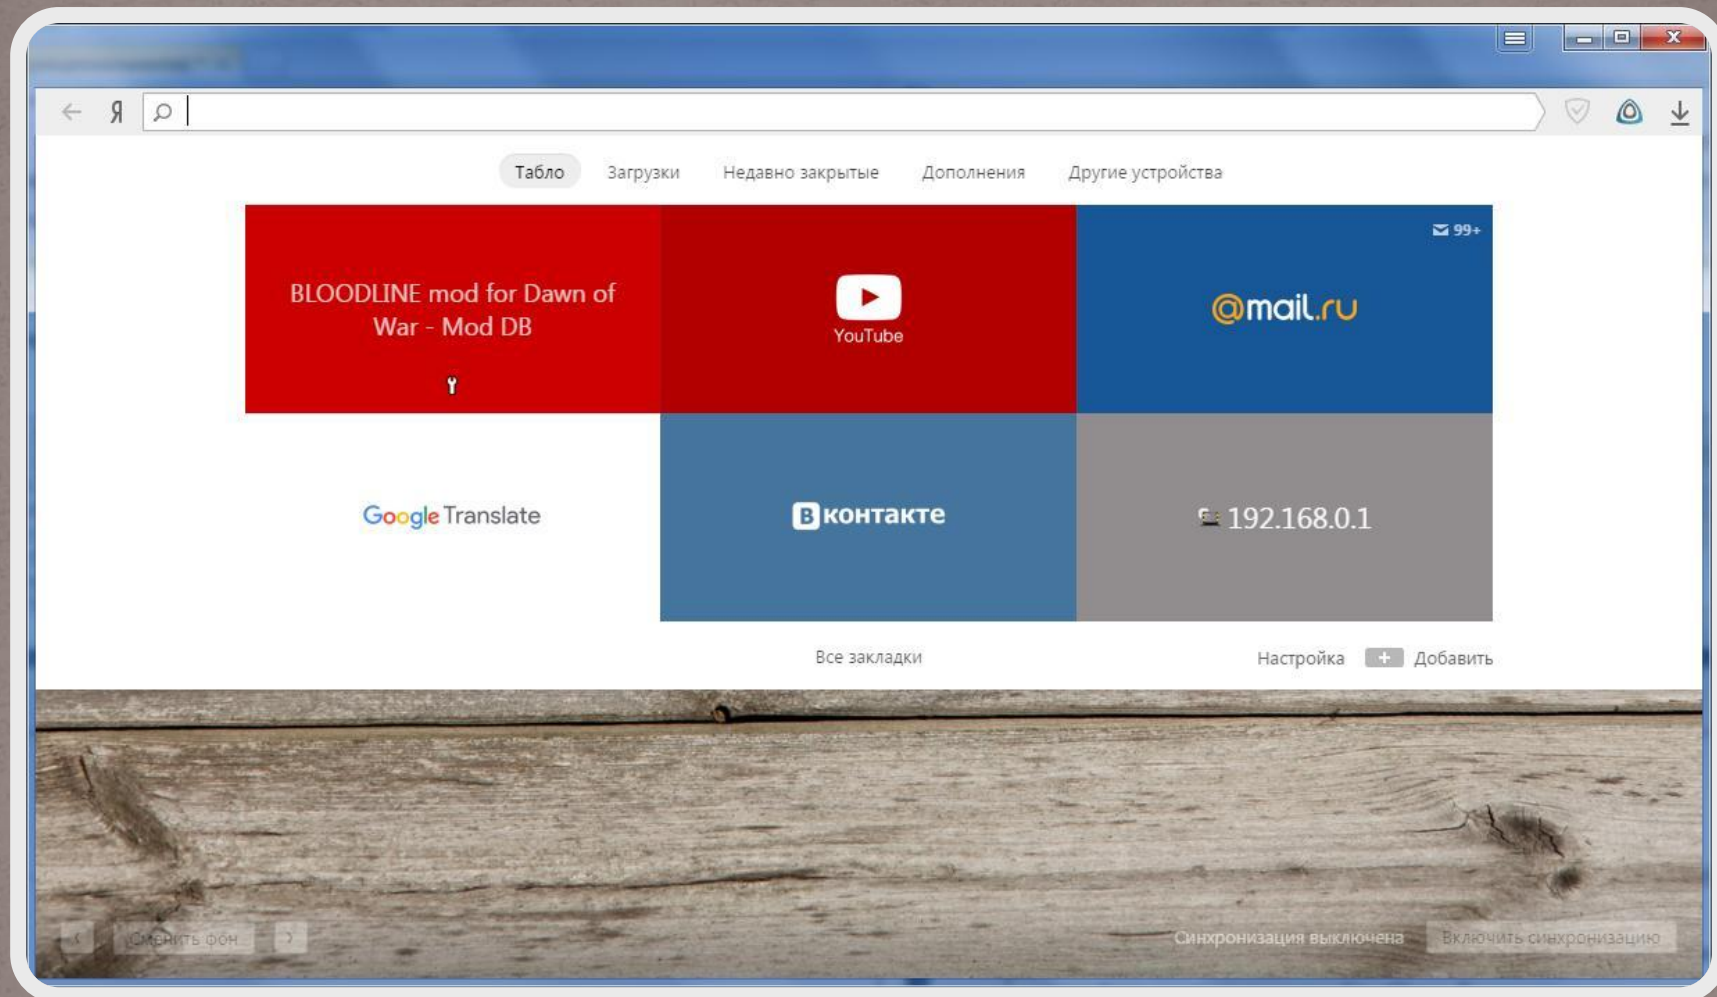 Я
Табло
Загрузки
Недавно закрытые
Дополнения
Другие устройства
BLOODLINE mod for Dawn of
War - Mod DB
YouTube
99+
@mail.ru
Google Translate
В контакте
192.168.0.1
Все закладки
Настройка
Добавить
Сменить фон
Синхронизация выключена
Включить синхронизацию